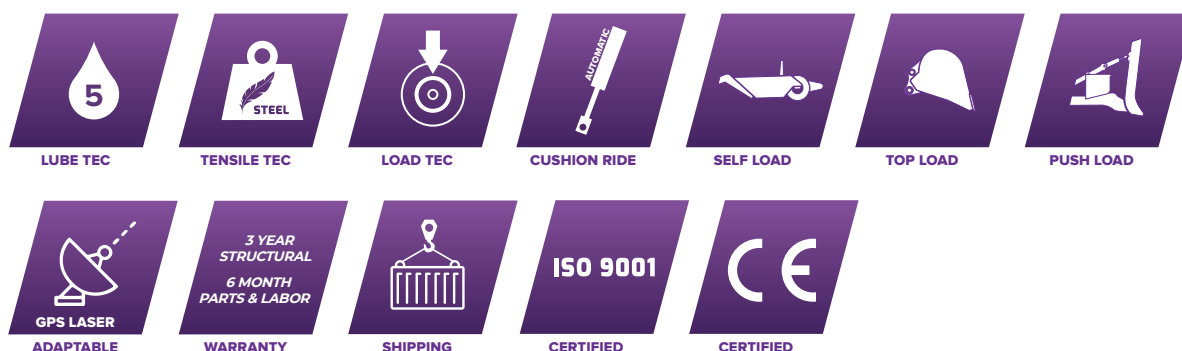 5
STEEL
AUTOMATIC
LUBE TEC
TENSILE TEC
LOAD TEC
CUSHION RIDE
SELF LOAD
TOP LOAD
PUSH LOAD
GPS LASER
ADAPTABLE
3 YEAR
STRUCTURAL
6 MONTH
PARTS & LABOR
WARRANTY
SHIPPING
ISO 9001
CERTIFIED
CE
CERTIFIED